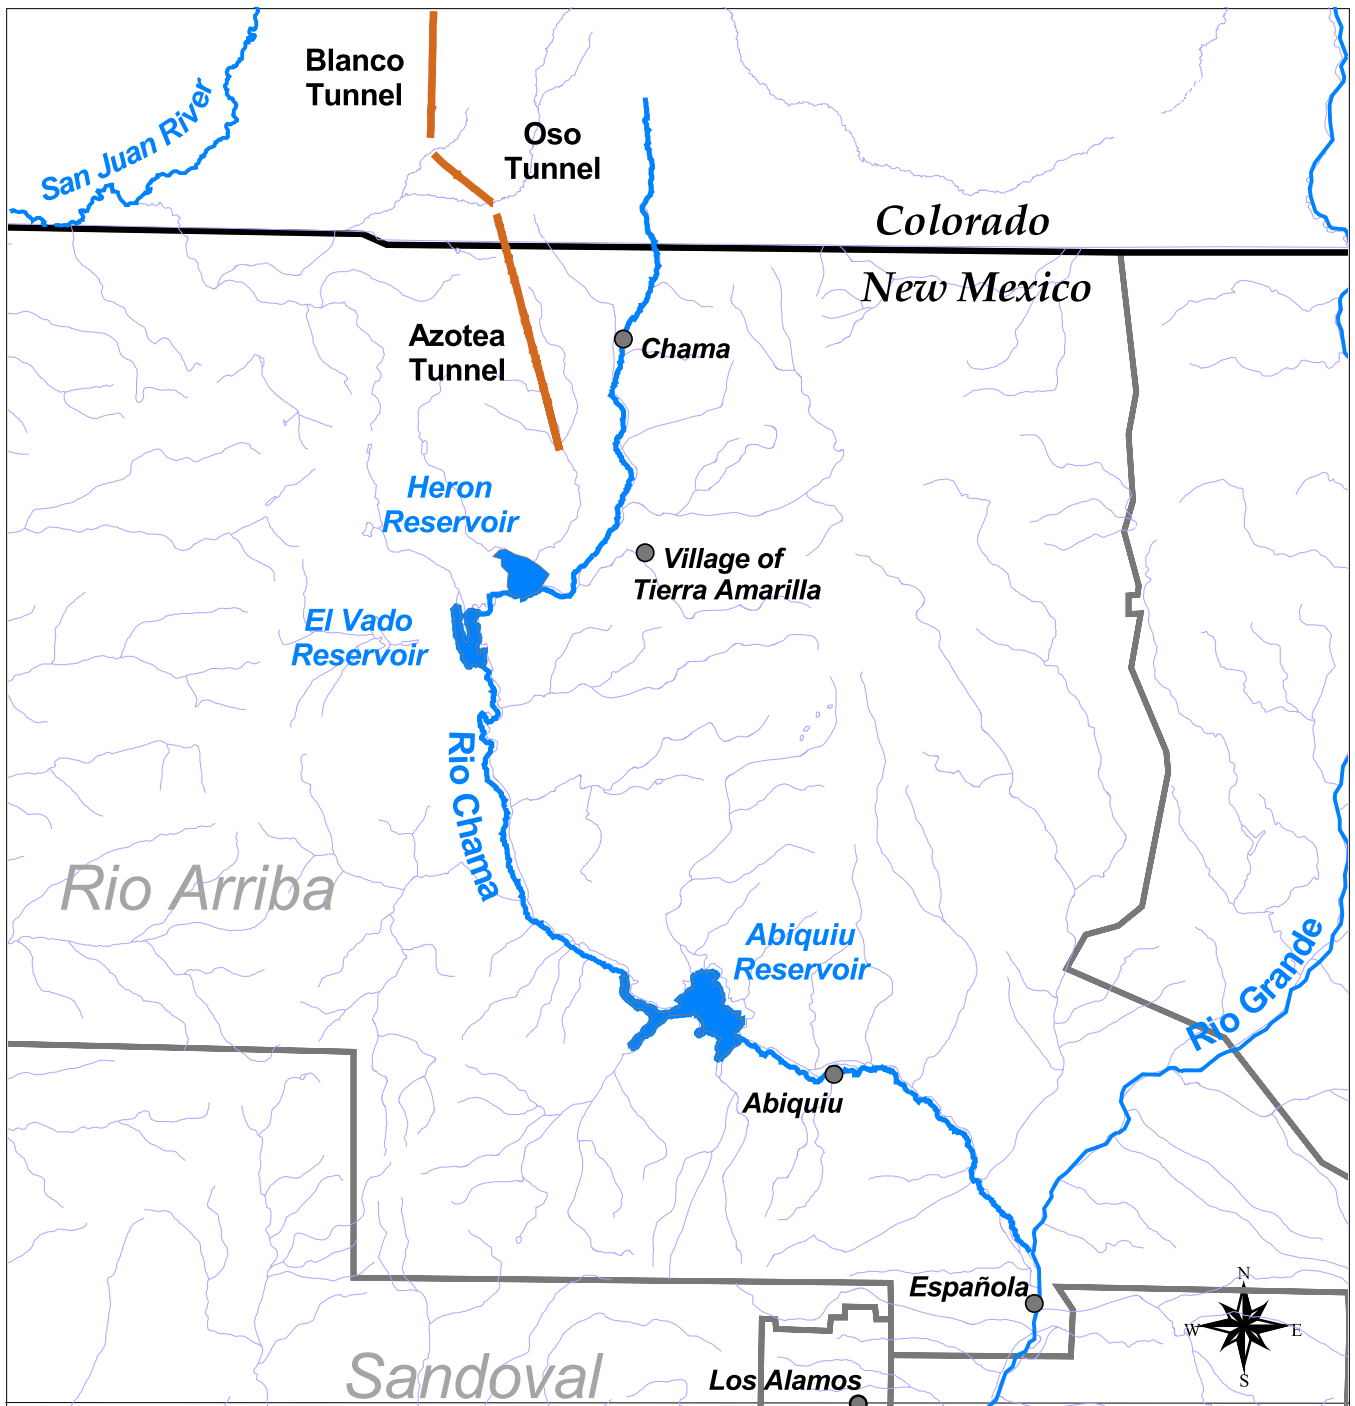 Blanco
Tunnel
San Juan River
Oso
Tunnel
Colorado
New Mexico
Azotea
Tunnel
Chama
Heron
Reservoir
Village of
Tierra Amarilla
El Vado
Reservoir
Rio Chama
Rio Arriba
Abiquiu
Reservoir
Rio Grande
Abiquiu
Española
N
W
E
S
Sandoval
Los Alamos